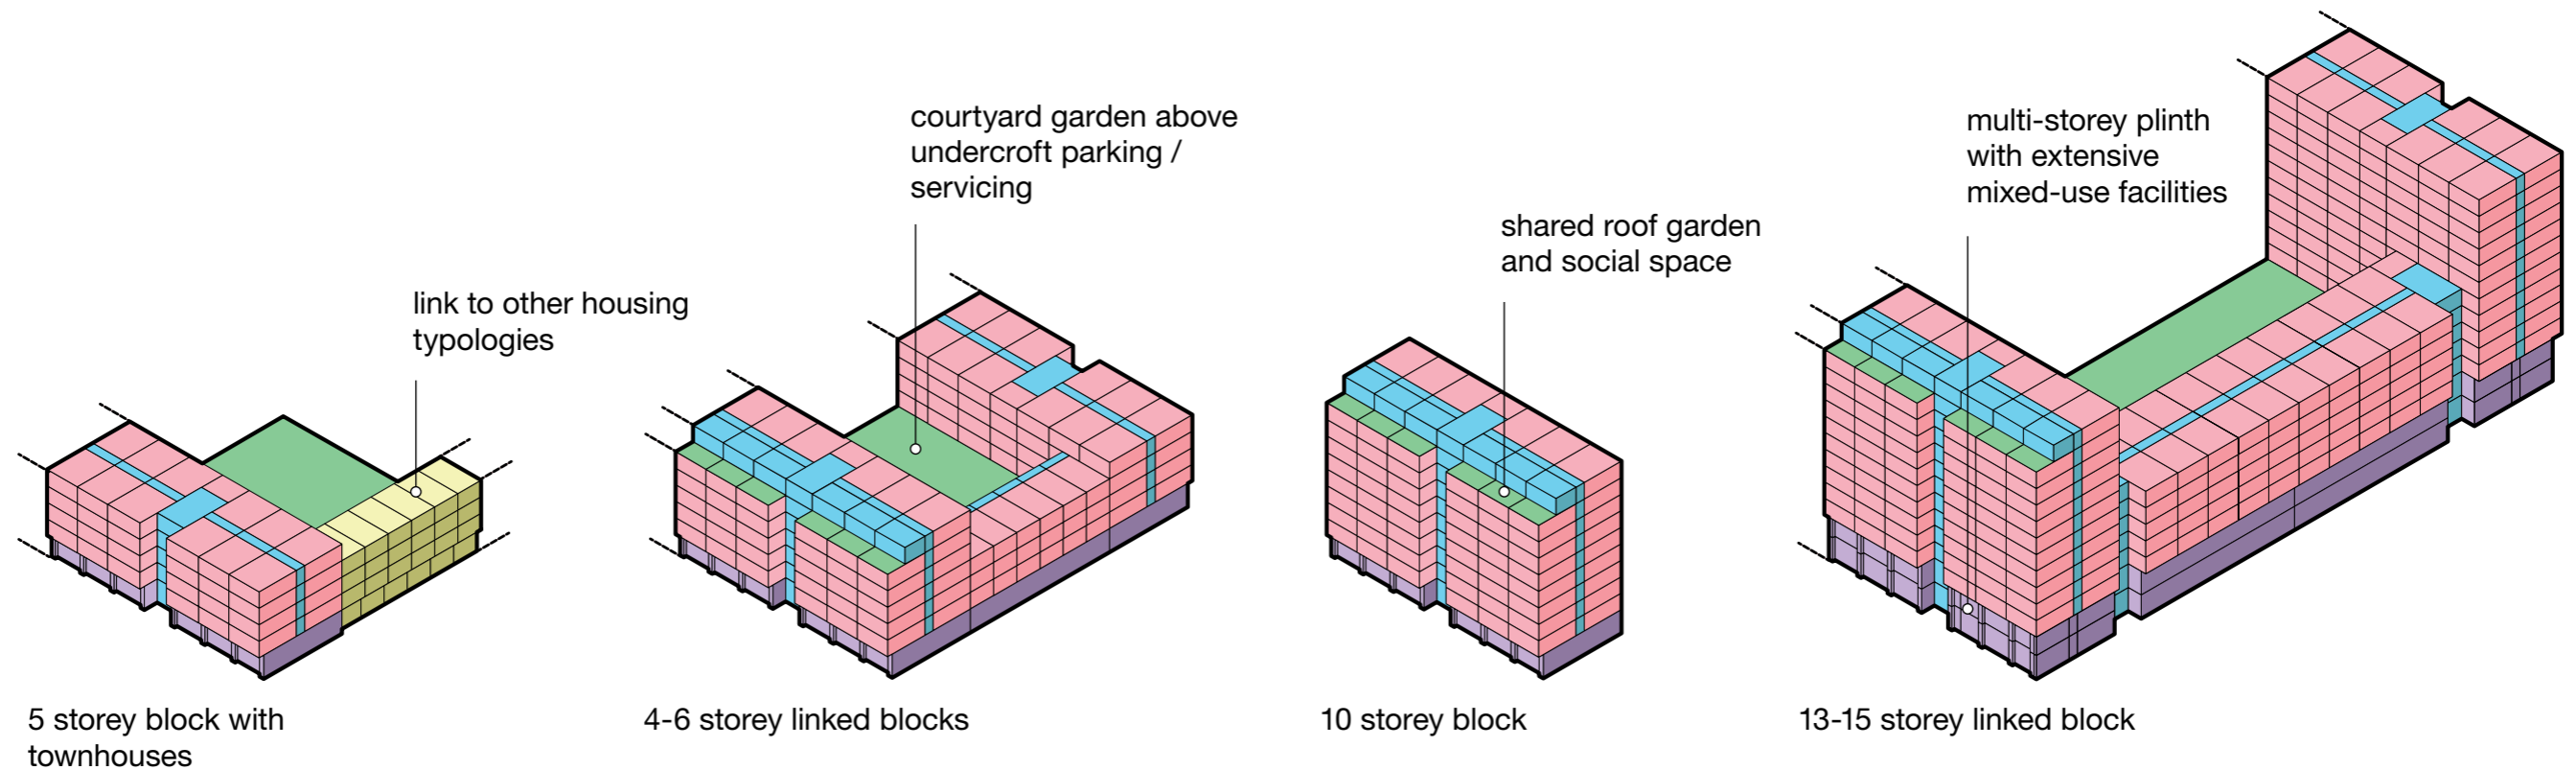 courtyard garden above
undercroft parking /
servicing
multi-storey plinth
with extensive
mixed-use facilities
shared roof garden
and social space
link to other housing
typologies
5 storey block with
townhouses
4-6 storey linked blocks
10 storey block
13-15 storey linked block